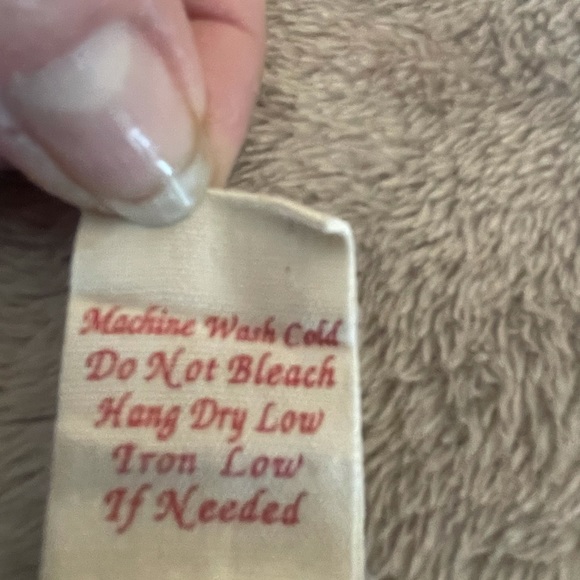 Machine Wash Cold
Do Not Bleach
Hang Dry Low
Iron Low
If Needed